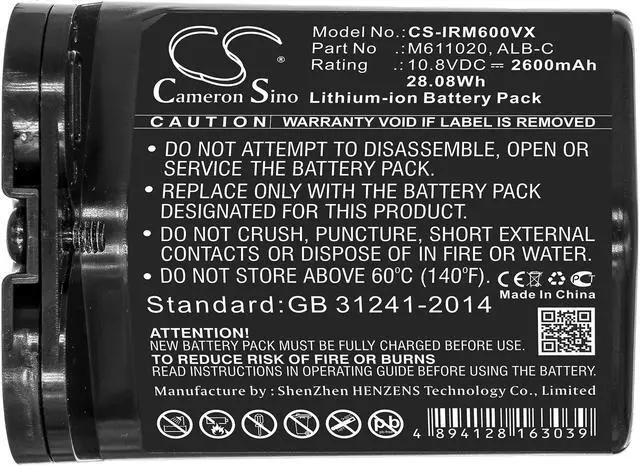 CS
Cameron Sino
Model No. :CS-IRM600VX
Part No :M611020, ALB-C
Rating :10.8VDC ⎓ 2600mAh
28.08Wh
Lithium-ion Battery Pack
CAUTION WARRANTY VOID IF LABEL IS REMOVED
• DO NOT ATTEMPT TO DISASSEMBLE, OPEN OR
SERVICE THE BATTERY PACK.
• REPLACE ONLY WITH THE BATTERY PACK
DESIGNATED FOR THIS PRODUCT.
• DO NOT CRUSH, PUNCTURE, SHORT EXTERNAL
CONTACTS OR DISPOSE OF IN FIRE OR WATER.
• DO NOT STORE ABOVE 60°C (140°F).
CE
Made In China
Standard:GB 31241-2014
ATTENTION!
NEW BATTERY PACK MUST BE FULLY CHARGED BEFORE USE.
TO REDUCE RISK OF FIRE OR BURNS
READ INSTRUCTIONS IN OPERATING GUIDE BEFORE USE.
Manufacture by : ShenZhen HENZENS Technology Co., Limited
4 894128 163039